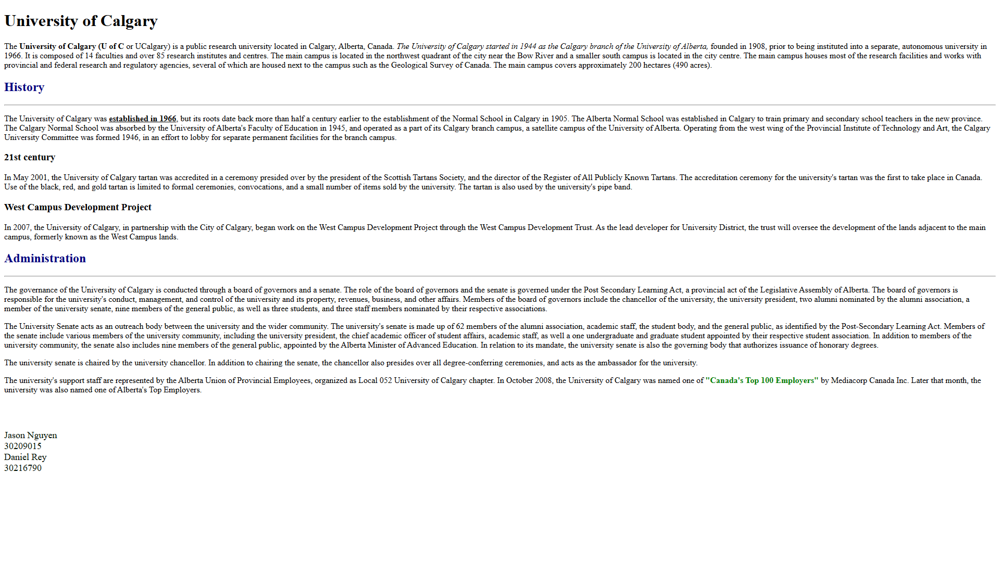 University of Calgary
The University of Calgary (U of C or UCalgary) is a public research university located in Calgary, Alberta, Canada. The University of Calgary started in 1944 as the Calgary branch of the University of Alberta, founded in 1908, prior to being instituted into a separate, autonomous university in
1966. It is composed of 14 faculties and over 85 research institutes and centres. The main campus is located in the northwest quadrant of the city near the Bow River and a smaller south campus is located in the city centre. The main campus houses most of the research facilities and works with
provincial and federal research and regulatory agencies, several of which are housed next to the campus such as the Geological Survey of Canada. The main campus covers approximately 200 hectares (490 acres).
History
The University of Calgary was established in 1966, but its roots date back more than half a century earlier to the establishment of the Normal School in Calgary in 1905. The Alberta Normal School was established in Calgary to train primary and secondary school teachers in the new province.
The Calgary Normal School was absorbed by the University of Alberta's Faculty of Education in 1945, and operated as a part of its Calgary branch campus, a satellite campus of the University of Alberta. Operating from the west wing of the Provincial Institute of Technology and Art, the Calgary
University Committee was formed 1946, in an effort to lobby for separate permanent facilities for the branch campus.
21st century
In May 2001, the University of Calgary tartan was accredited in a ceremony presided over by the president of the Scottish Tartans Society, and the director of the Register of All Publicly Known Tartans. The accreditation ceremony for the university's tartan was the first to take place in Canada.
Use of the black, red, and gold tartan is limited to formal ceremonies, convocations, and a small number of items sold by the university. The tartan is also used by the university's pipe band.
West Campus Development Project
In 2007, the University of Calgary, in partnership with the City of Calgary, began work on the West Campus Development Project through the West Campus Development Trust. As the lead developer for University District, the trust will oversee the development of the lands adjacent to the main
campus, formerly known as the West Campus lands.
Administration
The governance of the University of Calgary is conducted through a board of governors and a senate. The role of the board of governors and the senate is governed under the Post Secondary Learning Act, a provincial act of the Legislative Assembly of Alberta. The board of governors is
responsible for the university's conduct, management, and control of the university and its property, revenues, business, and other affairs. Members of the board of governors include the chancellor of the university, the university president, two alumni nominated by the alumni association, a
member of the university senate, nine members of the general public, as well as three students, and three staff members nominated by their respective associations.
The University Senate acts as an outreach body between the university and the wider community. The university's senate is made up of 62 members of the alumni association, academic staff, the student body, and the general public, as identified by the Post-Secondary Learning Act. Members of
the senate include various members of the university community, including the university president, the chief academic officer of student affairs, academic staff, as well a one undergraduate and graduate student appointed by their respective student association. In addition to members of the
university community, the senate also includes nine members of the general public, appointed by the Alberta Minister of Advanced Education. In relation to its mandate, the university senate is also the governing body that authorizes issuance of honorary degrees.
The university senate is chaired by the university chancellor. In addition to chairing the senate, the chancellor also presides over all degree-conferring ceremonies, and acts as the ambassador for the university.
The university's support staff are represented by the Alberta Union of Provincial Employees, organized as Local 052 University of Calgary chapter. In October 2008, the University of Calgary was named one of "Canada's Top 100 Employers" by Mediacorp Canada Inc. Later that month, the
university was also named one of Alberta's Top Employers.
Jason Nguyen
30209015
Daniel Rey
30216790